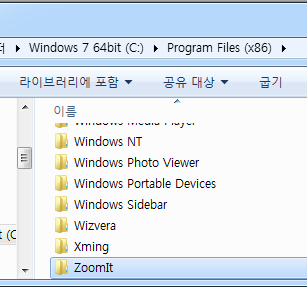 더 ▸ Windows 7 64bit (C:) ▸ Program Files (x86) ▸
라이브러리에 포함 ▾ 공유 대상 ▾ 굽기
이름
Windows Media Player
Windows NT
Windows Photo Viewer
Windows Portable Devices
Windows Sidebar
Wizvera
t (C
Xming
ZoomIt